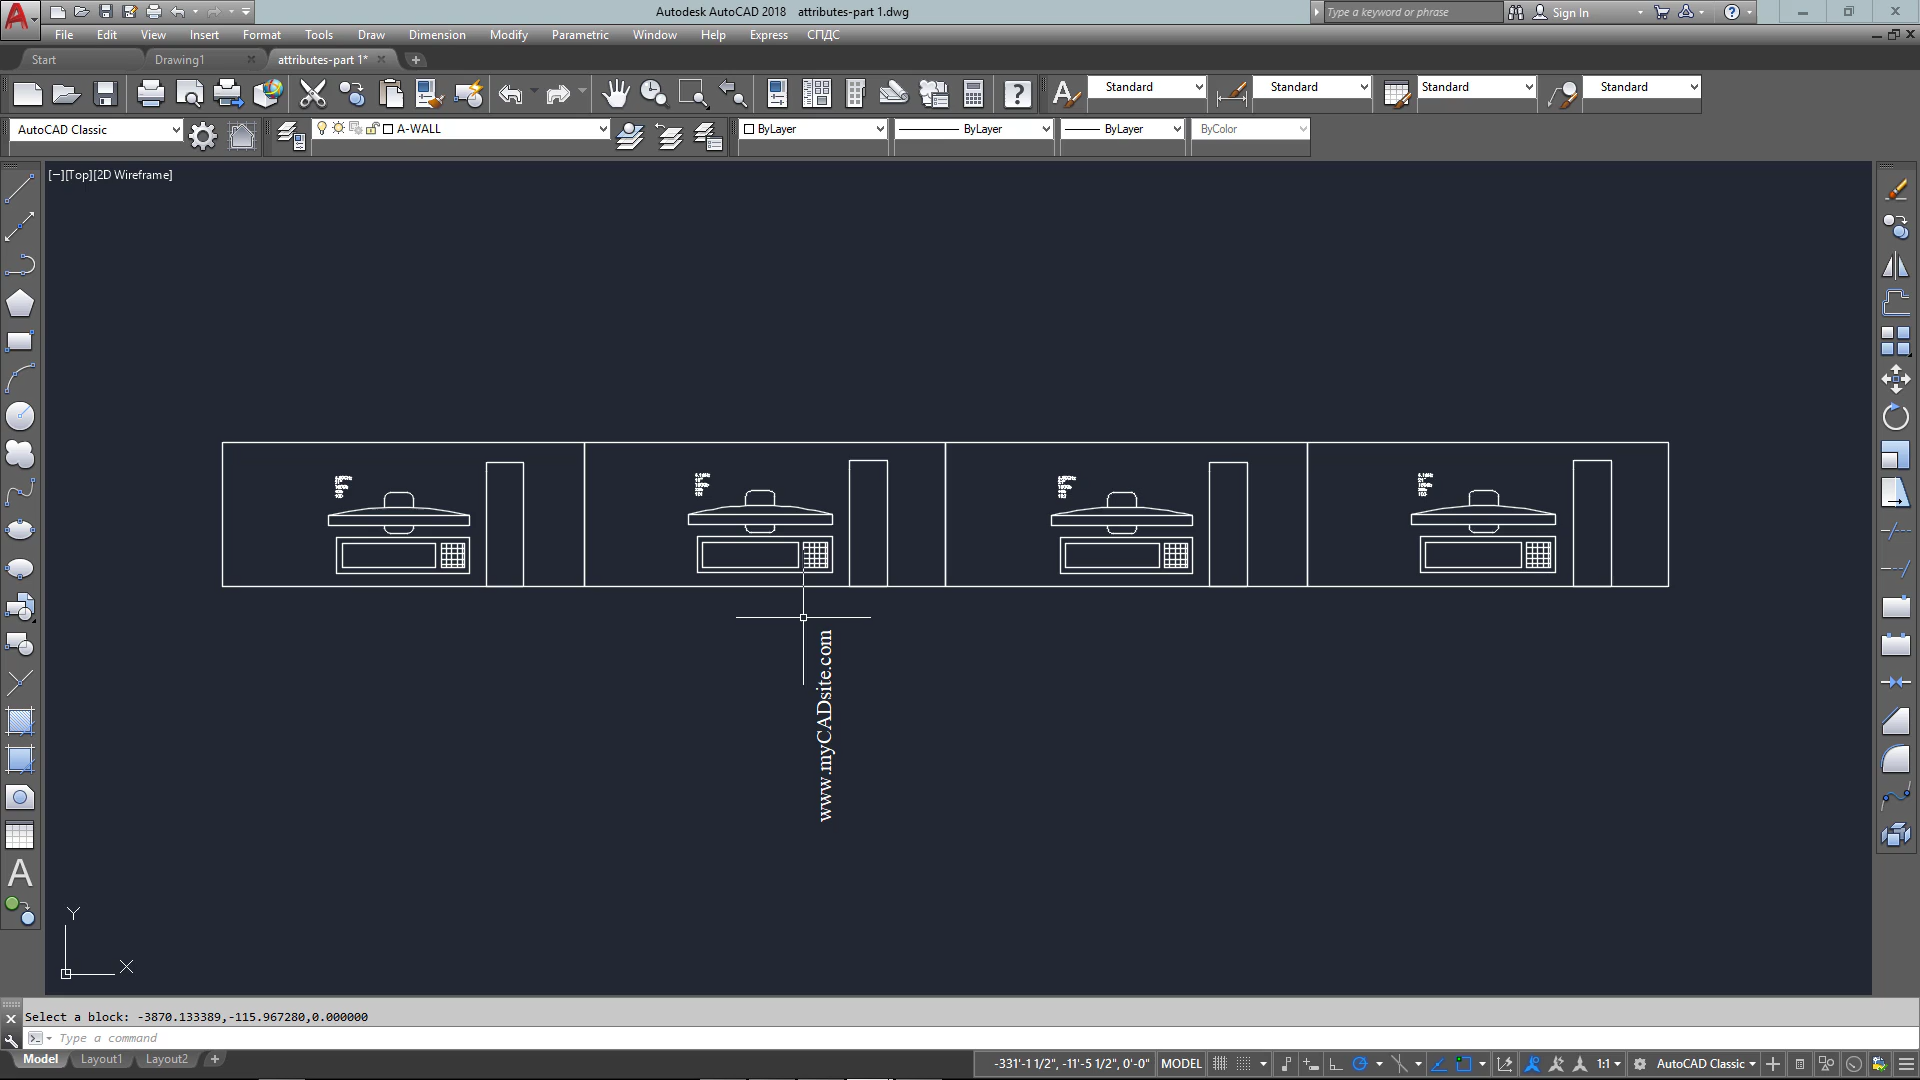 Autodesk AutoCAD 2018 attributes-part 1.dwg
Type a keyword or phrase
Sign In
File Edit View Insert Format Tools Draw Dimension Modify Parametric Window Help Express СПДС
Start Drawing1 attributes-part 1*
Standard Standard Standard Standard
AutoCAD Classic A-WALL ByLayer ByLayer ByLayer ByColor
[−][Top][2D Wireframe]
www.myCADsite.com
Y
X
Select a block: -3870.133389,-115.967280,0.000000
Type a command
Model Layout1 Layout2
-331'-1 1/2", -11'-5 1/2", 0'-0" MODEL 1:1 AutoCAD Classic